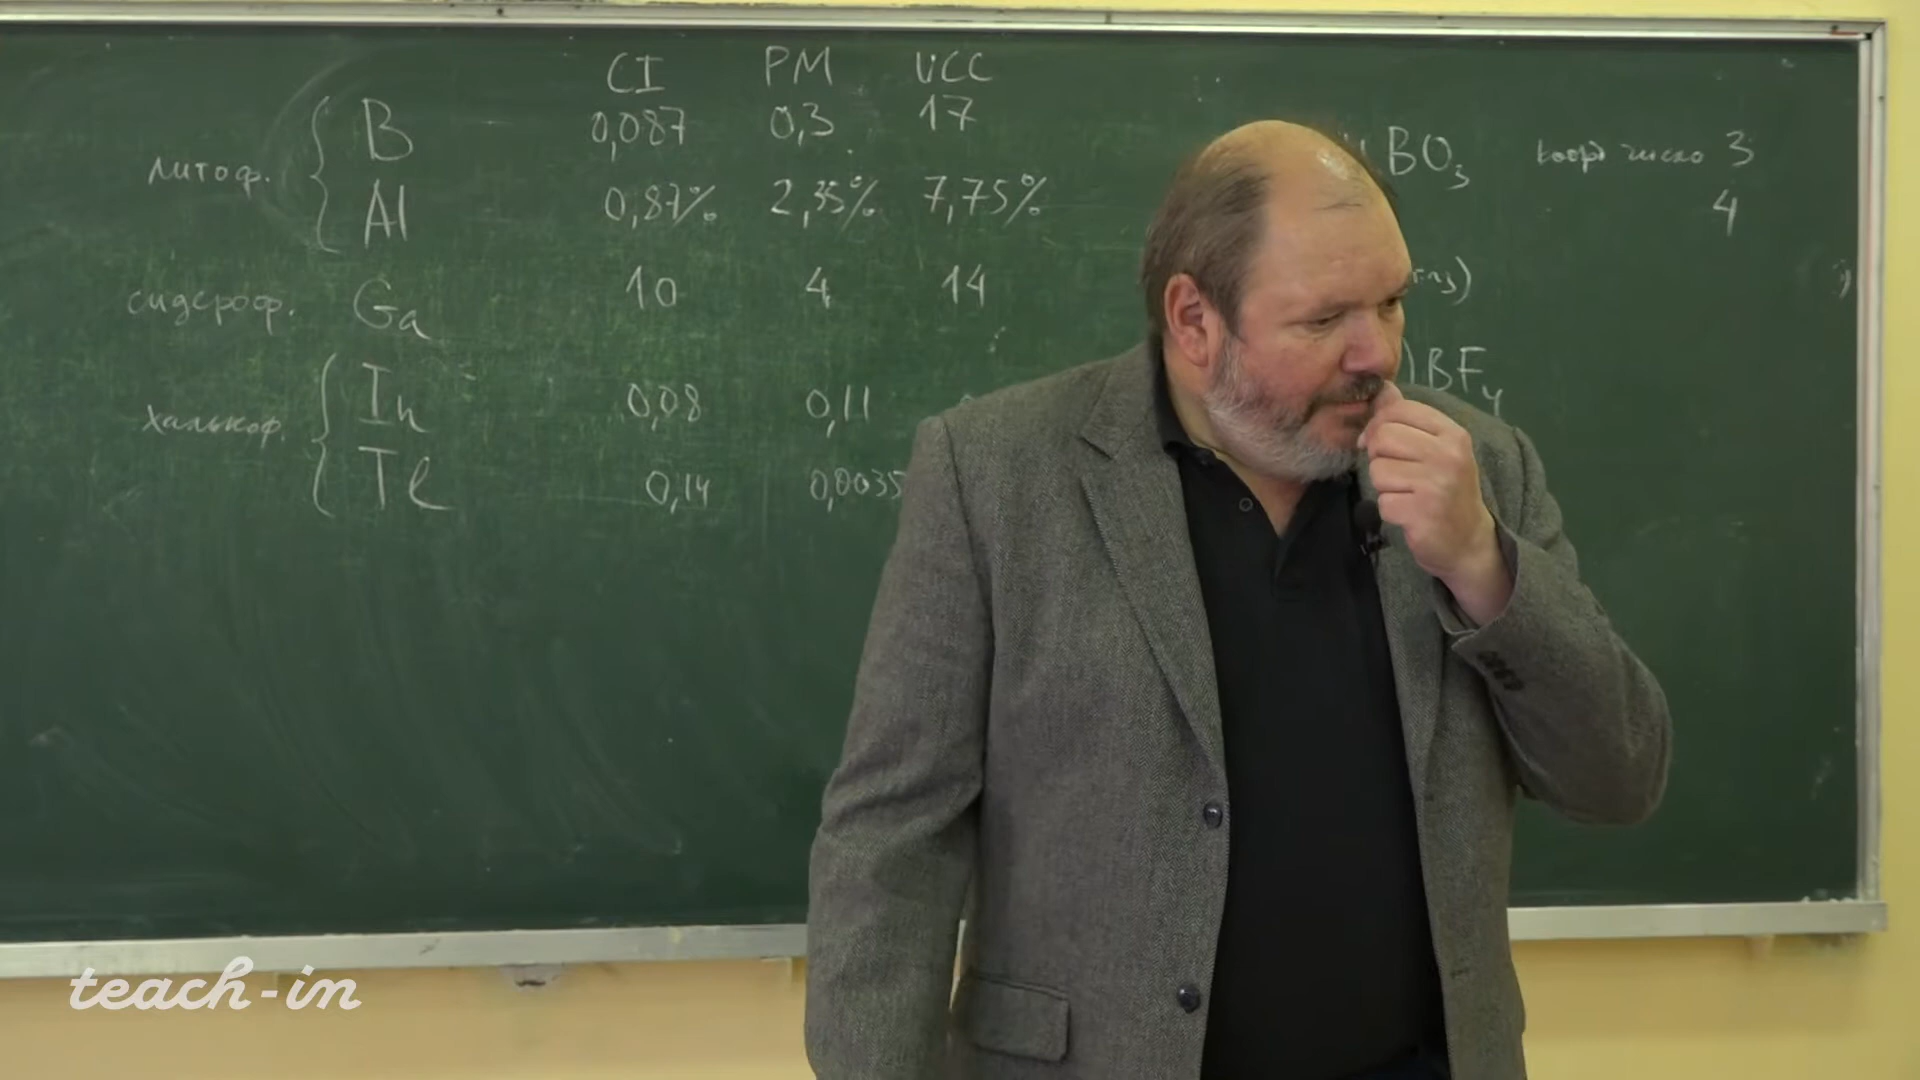 CI PM UCC
B 0,087 0,3 17
литоф.
Al 0,87% 2,35% 7,75%
сидероф. Ga 10 4 14
In 0,08 0,11
халькоф.
Tl 0,14 0,0035
BO3 коорд число 3
4
)BF4
teach-in